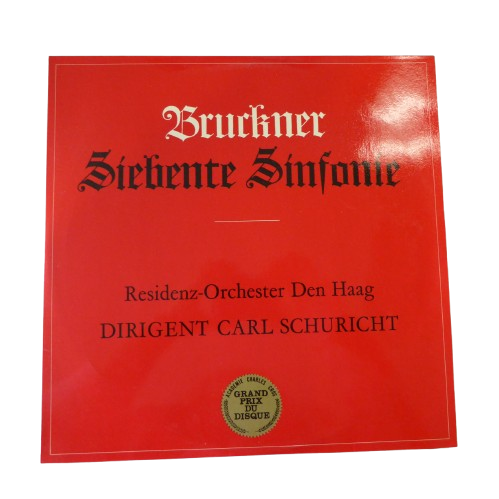 Bruckner
Siebente Sinfonie
Residenz-Orchester Den Haag
DIRIGENT CARL SCHURICHT
ACADEMIE CHARLES CROS
GRAND
PRIX
DU
DISQUE